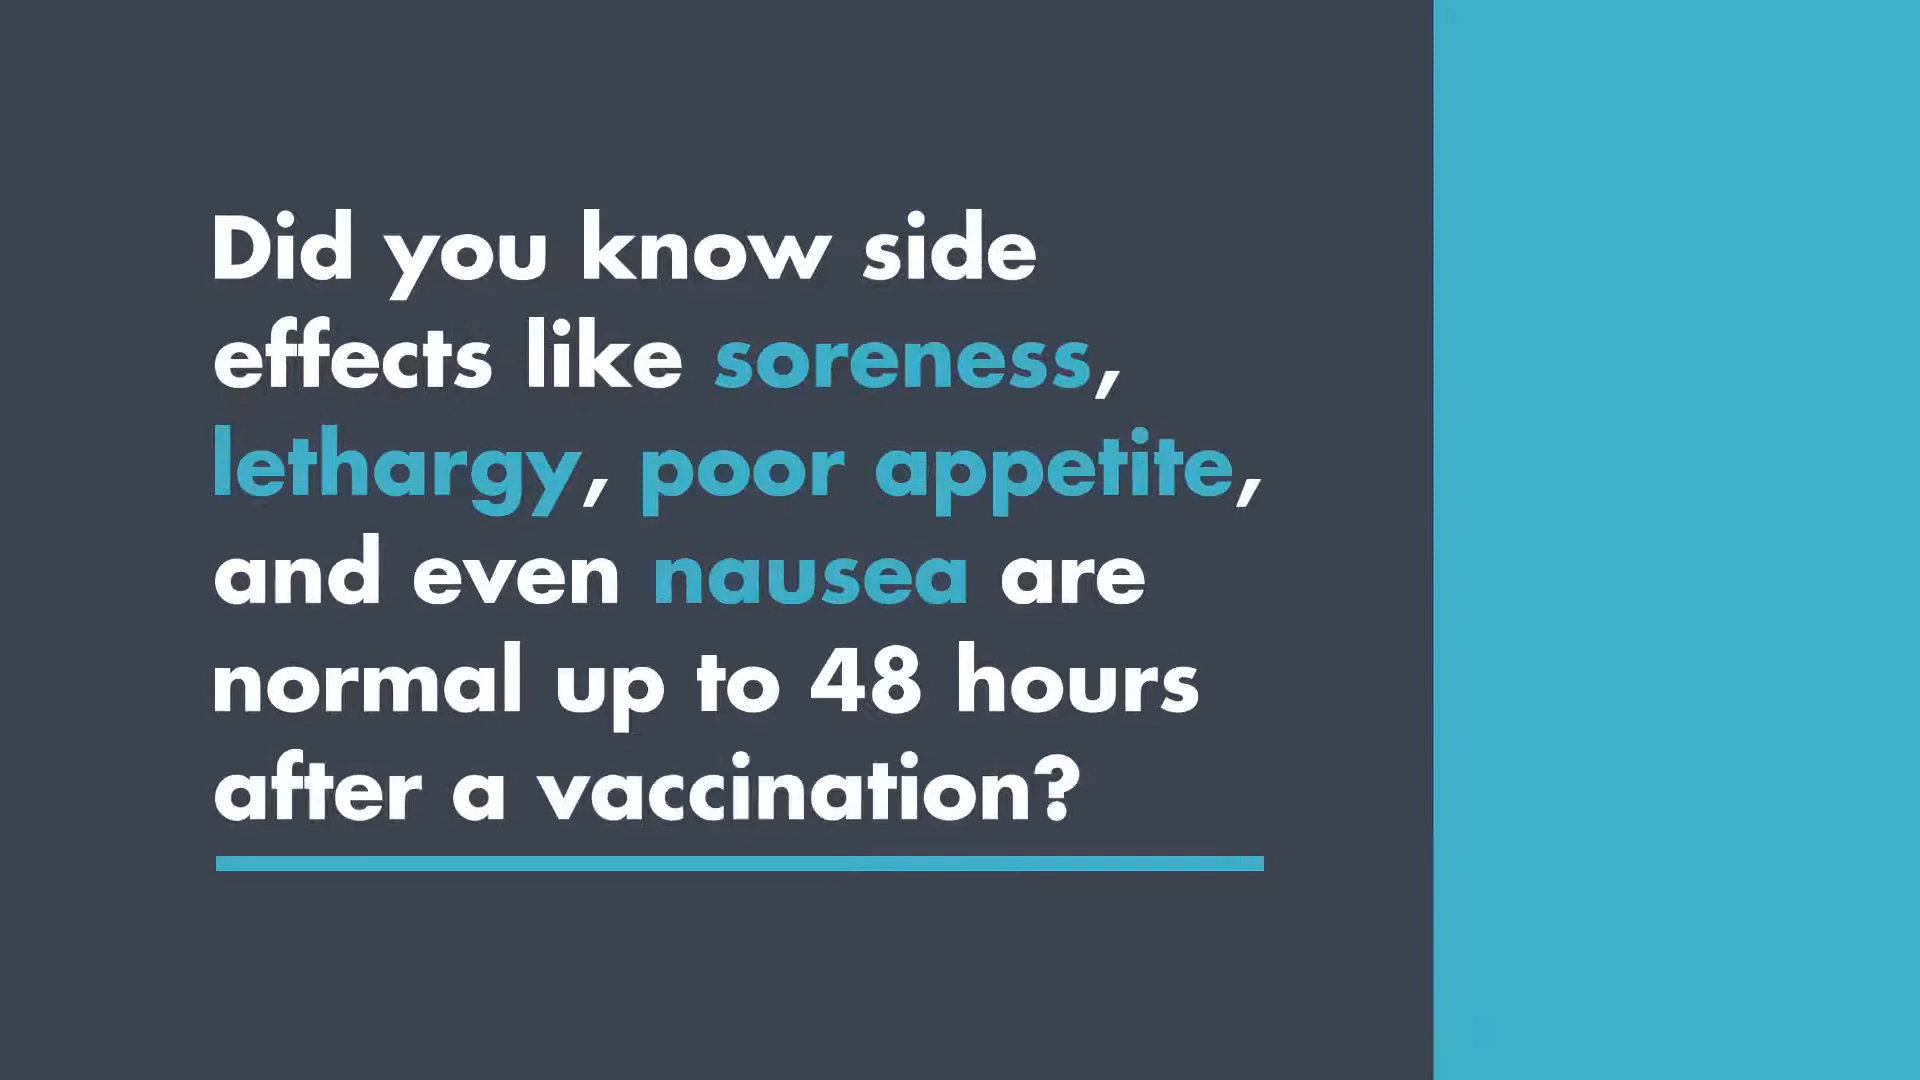 Did you know side
effects like soreness,
lethargy, poor appetite,
and even nausea are
normal up to 48 hours
after a vaccination?